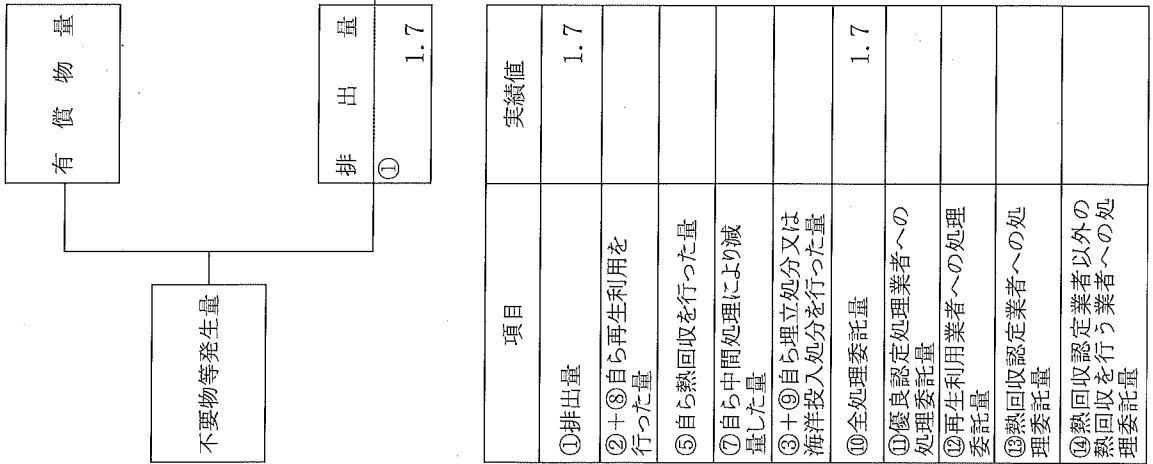 有償物量
不要物等発生量
排出量
①
1.7
項目 実績値
①排出量 1.7
②+⑧自ら再生利用を
行った量
⑤自ら熱回収を行った量
⑦自ら中間処理により減
量した量
③+⑨自ら埋立処分又は
海洋投入処分を行った量
⑩全処理委託量 1.7
⑪優良認定処理業者への
処理委託量
⑫再生利用業者への処理
委託量
⑬熱回収認定業者への処
理委託量
⑭熱回収認定業者以外の
熱回収を行う業者への処
理委託量